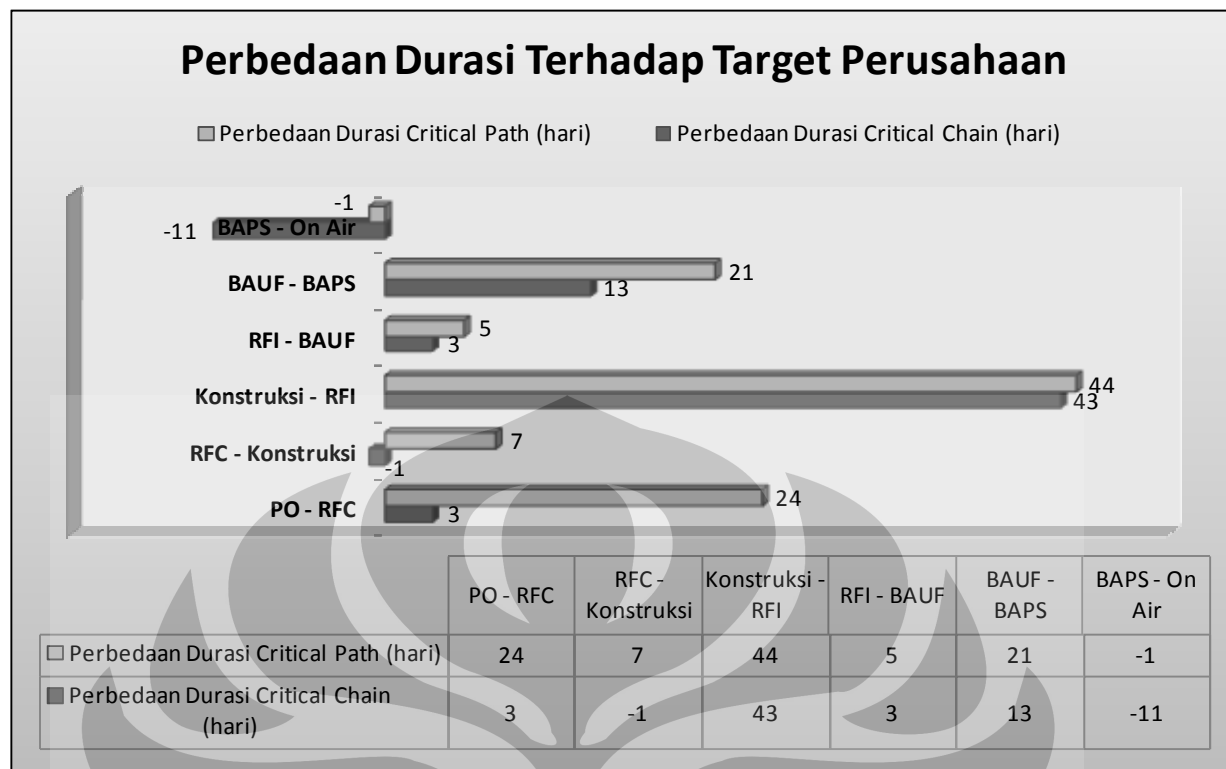 Perbedaan Durasi Terhadap Target Perusahaan
Perbedaan Durasi Critical Path (hari) Perbedaan Durasi Critical Chain (hari)
-1
-11 BAPS - On Air
BAUF - BAPS 21
13
RFI - BAUF 5
3
Konstruksi - RFI 44
43
RFC - Konstruksi 7
-1
PO - RFC 24
3
PO - RFC RFC - Konstruksi Konstruksi - RFI RFI - BAUF BAUF - BAPS BAPS - On Air
Perbedaan Durasi Critical Path (hari) 24 7 44 5 21 -1
Perbedaan Durasi Critical Chain (hari) 3 -1 43 3 13 -11